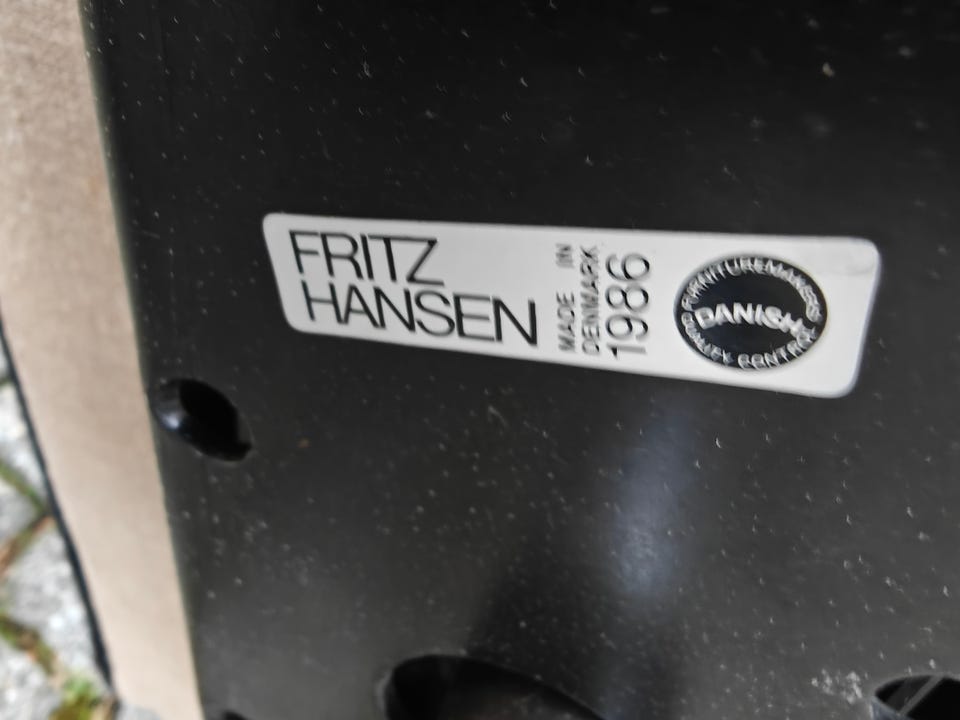 FRITZ
HANSEN
MADE IN
DENMARK
1986
FURNITUREMAKERS
DANISH
QUALITY CONTROL